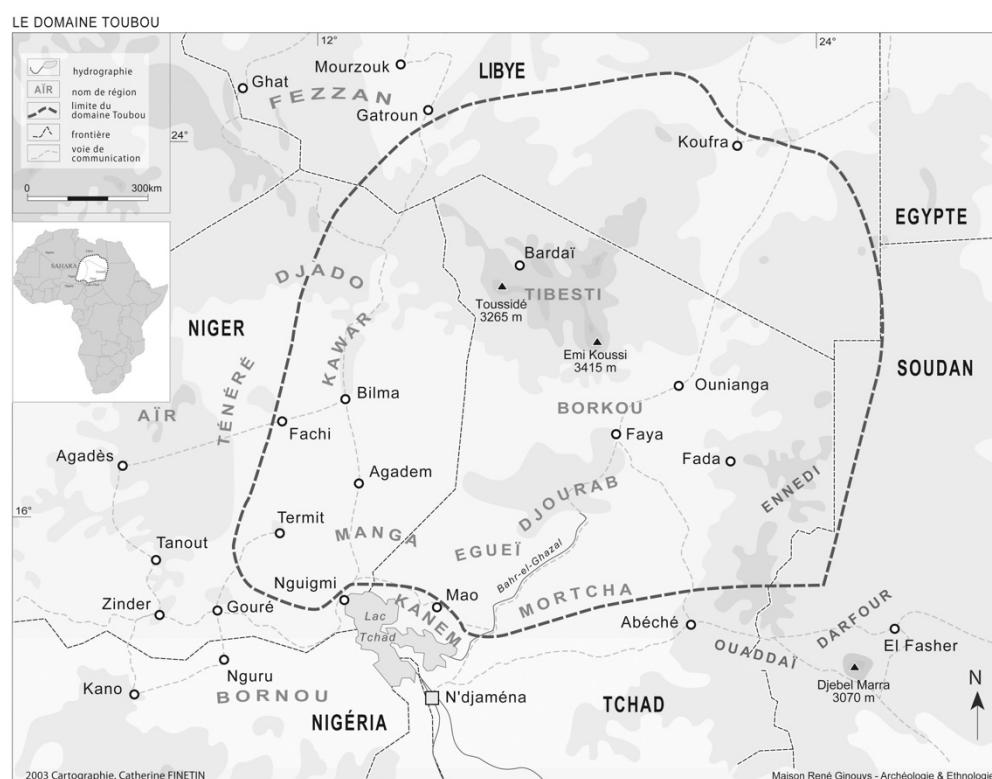 LE DOMAINE TOUBOU
12°
24°
hydrographie
AÏR nom de région
limite du
domaine Toubou
frontière
voie de
communication
0 300km
Ghat
Mourzouk
LIBYE
FEZZAN
Gatroun
24°
Koufra
EGYPTE
SAHARA
Bardaï
DJADO
Toussidé
3265 m
TIBESTI
NIGER
KAWAR
Emi Koussi
3415 m
SOUDAN
TÉNÉRÉ
Bilma
Ounianga
AÏR
BORKOU
Fachi
Faya
Agadès
Fada
Agadem
ENNEDI
DJOURAB
16°
Termit
MANGA
EGUEÏ
Tanout
Bahr-el-Ghazal
Nguigmi
MORTCHA
Zinder
Gouré
KANEM
Mao
Lac
Tchad
Abéché
DARFOUR
OUADDAÏ
El Fasher
Nguru
Kano
BORNOU
Djebel Marra
3070 m
N
N'djaména
TCHAD
NIGÉRIA
2003 Cartographie, Catherine FINETIN
Maison René Ginouvs - Archéologie & Ethnologie